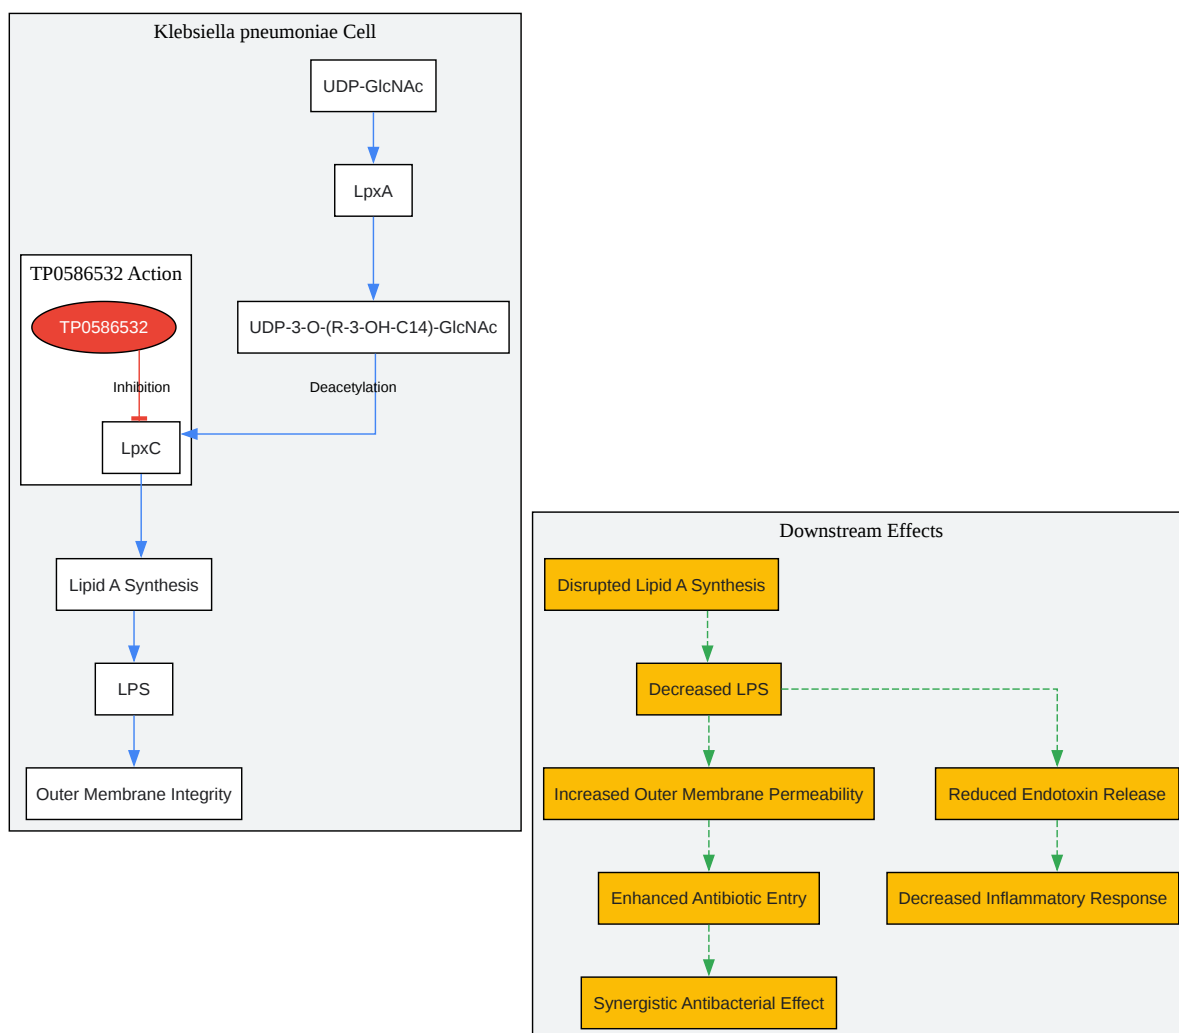 Klebsiella pneumoniae Cell
UDP-GlcNAc
LpxA
TP0586532 Action
TP0586532
UDP-3-O-(R-3-OH-C14)-GlcNAc
Inhibition
Deacetylation
LpxC
Lipid A Synthesis
LPS
Outer Membrane Integrity
Downstream Effects
Disrupted Lipid A Synthesis
Decreased LPS
Increased Outer Membrane Permeability
Reduced Endotoxin Release
Enhanced Antibiotic Entry
Decreased Inflammatory Response
Synergistic Antibacterial Effect